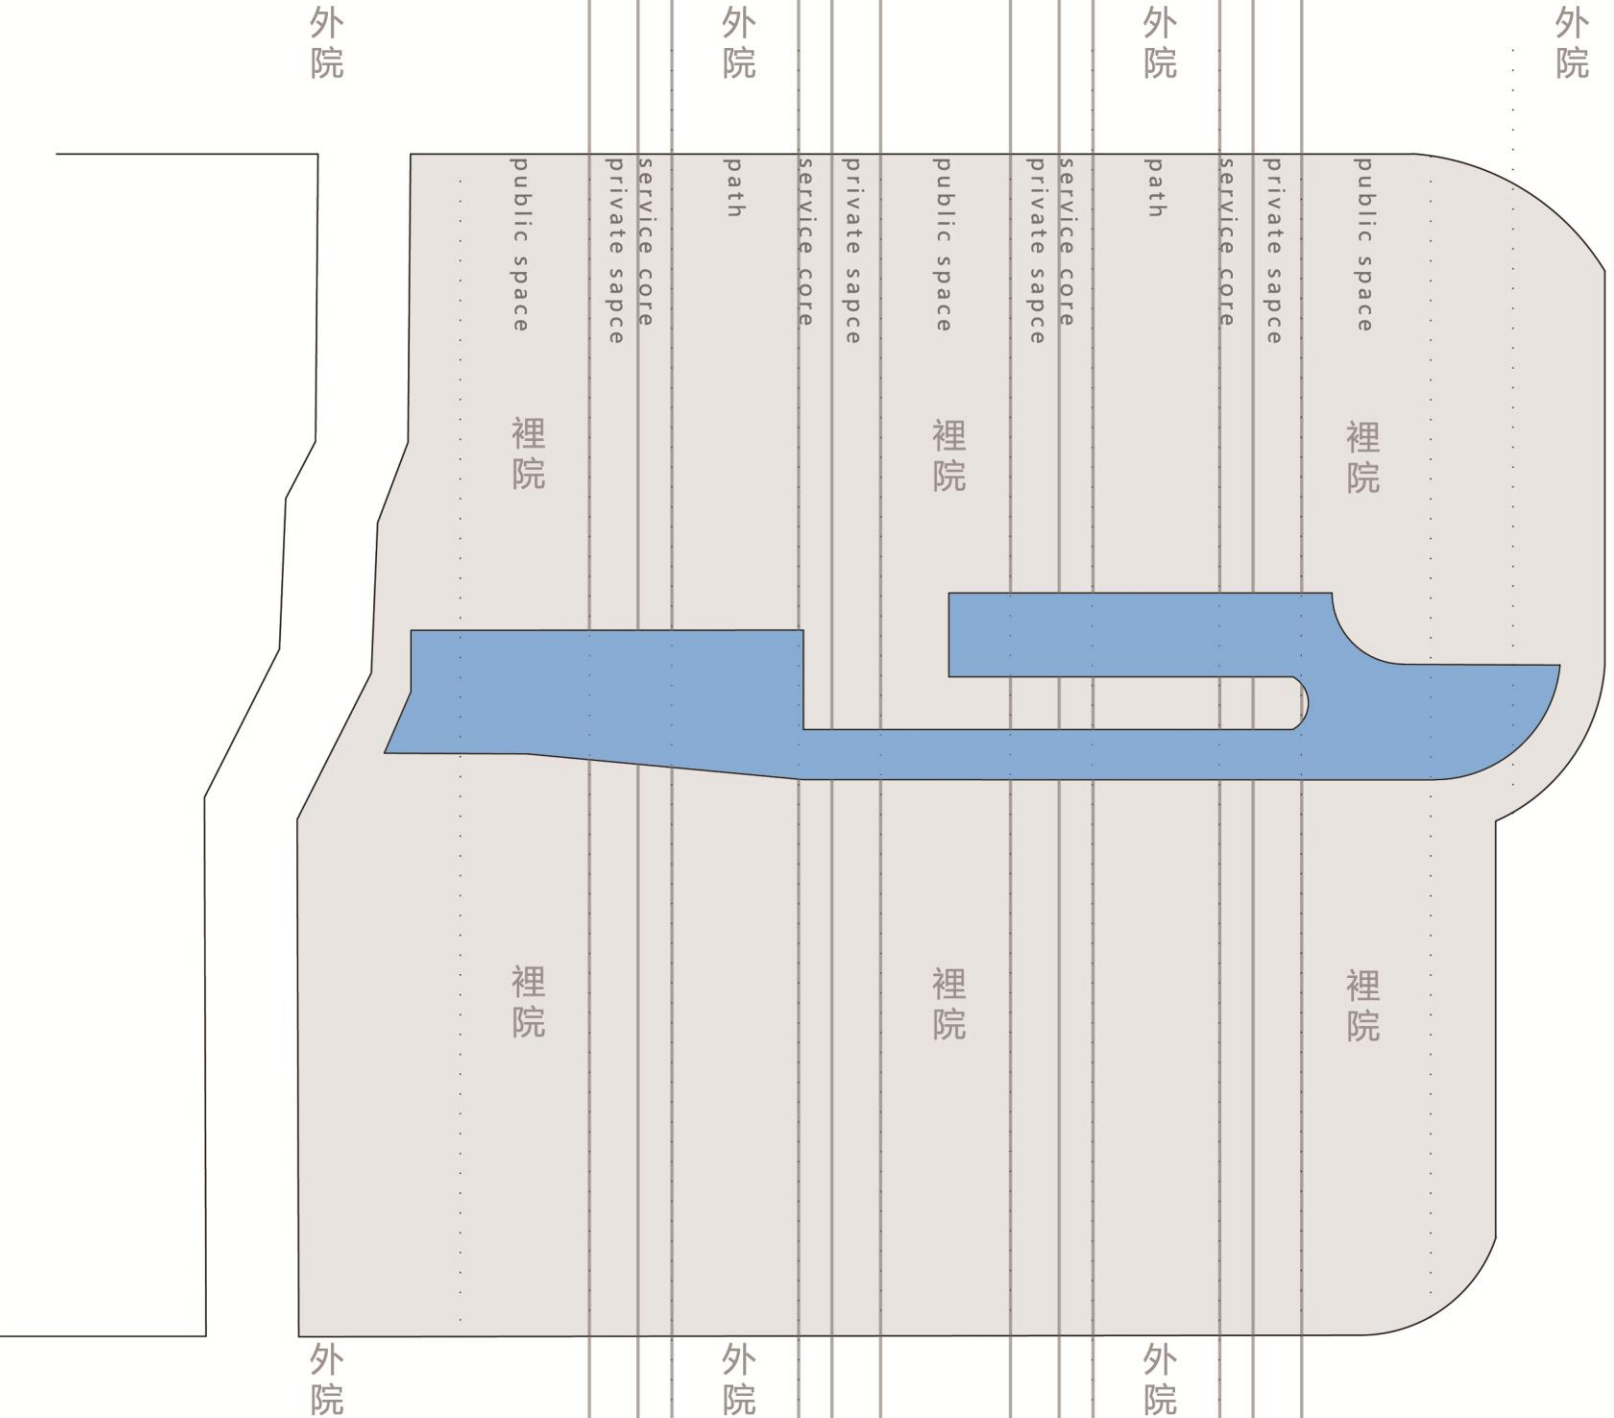 外院
外院
外院
外院
public space
private sapce
service core
path
service core
private sapce
public space
private sapce
service core
path
service core
private sapce
public space
裡院
裡院
裡院
裡院
裡院
裡院
外院
外院
外院